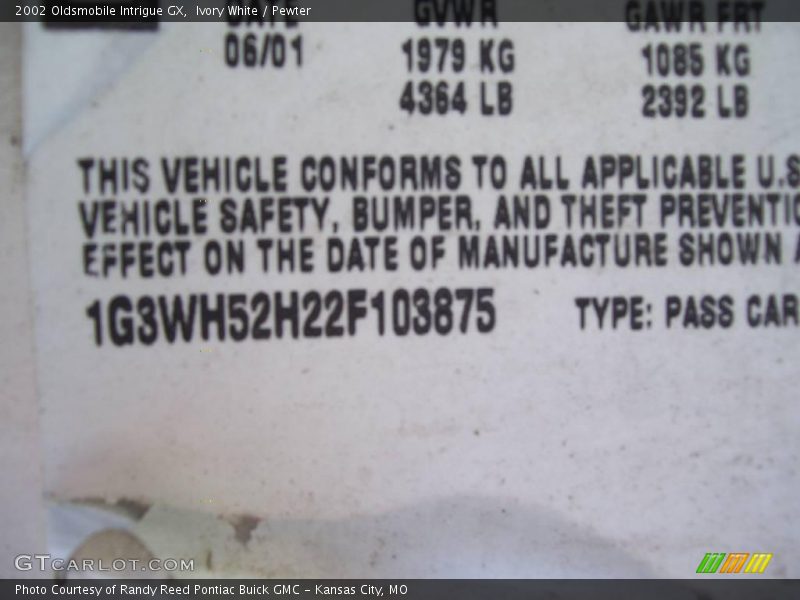 2002 Oldsmobile Intrigue GX, Ivory White / Pewter
DATE GVWR GAWR FRT
06/01 1979 KG 1085 KG
4364 LB 2392 LB
THIS VEHICLE CONFORMS TO ALL APPLICABLE U.S
VEHICLE SAFETY, BUMPER, AND THEFT PREVENTIO
EFFECT ON THE DATE OF MANUFACTURE SHOWN A
1G3WH52H22F103875 TYPE: PASS CAR
GTCARLOT.COM
Photo Courtesy of Randy Reed Pontiac Buick GMC – Kansas City, MO